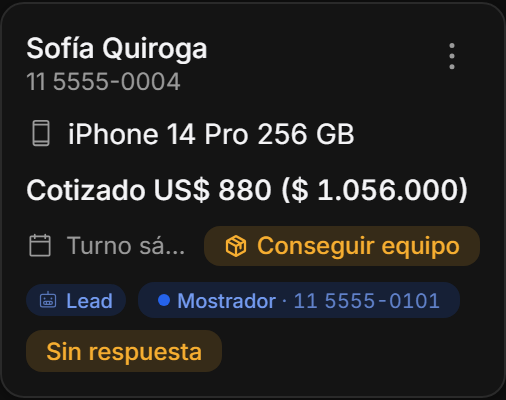 Sofía Quiroga
11 5555-0004
iPhone 14 Pro 256 GB
Cotizado US$ 880 ($ 1.056.000)
Turno sá... Conseguir equipo
Lead Mostrador · 11 5555-0101
Sin respuesta